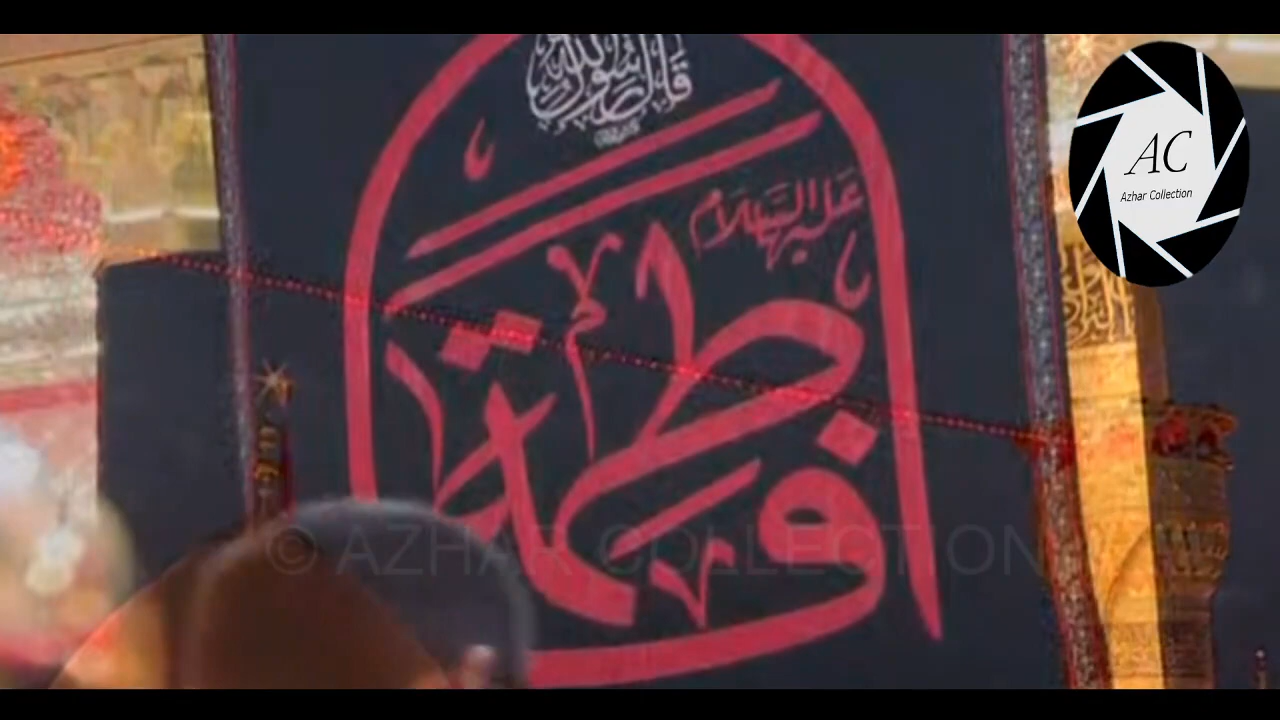 قال رسول الله
عليها السلام
فاطمة
AC
Azhar Collection
© AZHAR COLLECTION